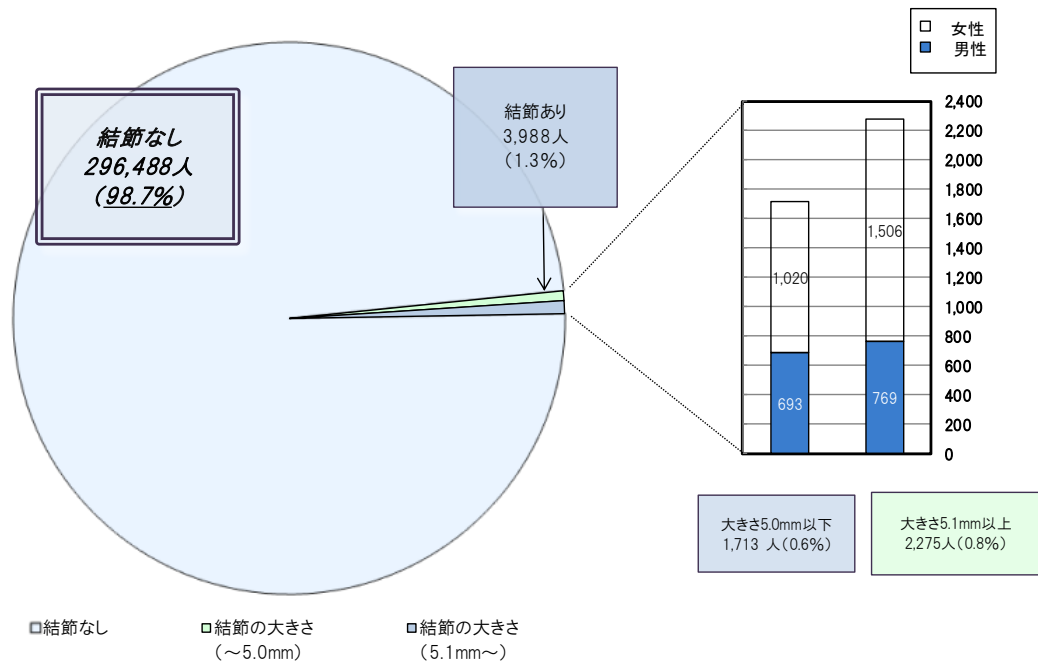 女性
男性
結節なし
296,488人
（98.7%）
結節あり
3,988人
（1.3%）
2,400
2,200
2,000
1,800
1,600
1,400
1,200
1,000
800
600
400
200
0
1,020
1,506
693
769
大きさ5.0mm以下
1,713 人（0.6%）
大きさ5.1mm以上
2,275人（0.8%）
結節なし
結節の大きさ
（～5.0mm）
結節の大きさ
（5.1mm～）